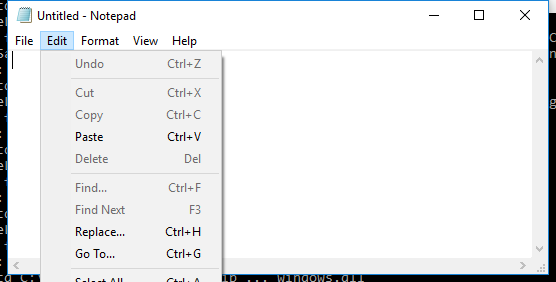 Untitled - Notepad
File Edit Format View Help
Undo Ctrl+Z
Cut Ctrl+X
Copy Ctrl+C
Paste Ctrl+V
Delete Del
Find... Ctrl+F
Find Next F3
Replace... Ctrl+H
Go To... Ctrl+G
Select All Ctrl+A
windows.dll